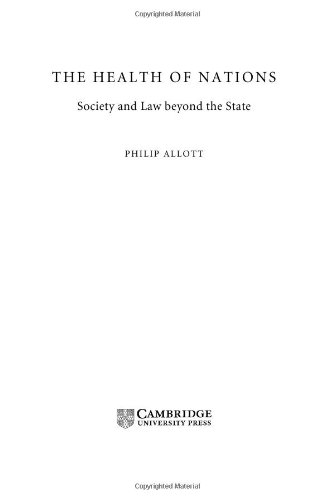 Copyrighted Material
THE HEALTH OF NATIONS
Society and Law beyond the State
PHILIP ALLOTT
CAMBRIDGE
UNIVERSITY PRESS
Copyrighted Material